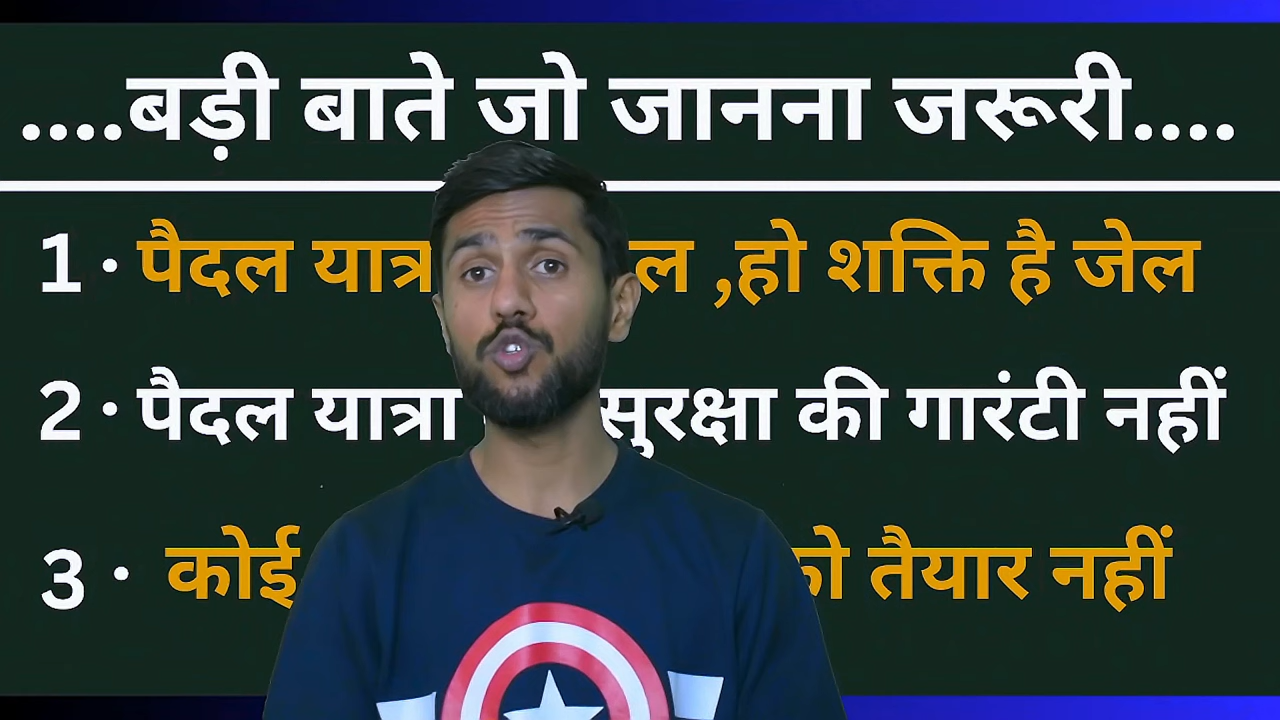 ....बड़ी बाते जो जानना जरूरी....
1. पैदल हो शक्ति है जेल
2. पैदल यात्रा सुरक्षा की गारंटी नहीं
3. कोई तैयार नहीं